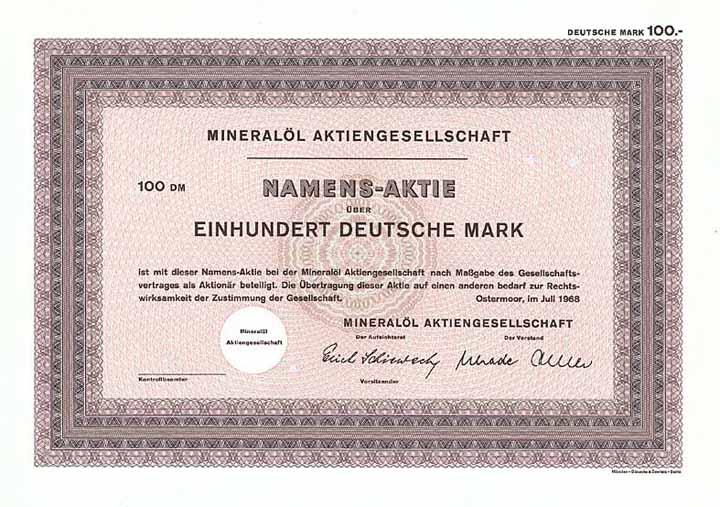 DEUTSCHE MARK 100.-
MINERALÖL AKTIENGESELLSCHAFT
100 DM
NAMENS-AKTIE
ÜBER
EINHUNDERT DEUTSCHE MARK
ist mit dieser Namens-Aktie bei der Mineralöl Aktiengesellschaft nach Maßgabe des Gesellschafts-
vertrages als Aktionär beteiligt. Die Übertragung dieser Aktie auf einen anderen bedarf zur Rechts-
wirksamkeit der Zustimmung der Gesellschaft.
Ostermoor, im Juli 1968
Mineralöl
Aktiengesellschaft
MINERALÖL AKTIENGESELLSCHAFT
Der Aufsichtsrat
Der Vorstand
Kontrollbeamter
Vorsitzender